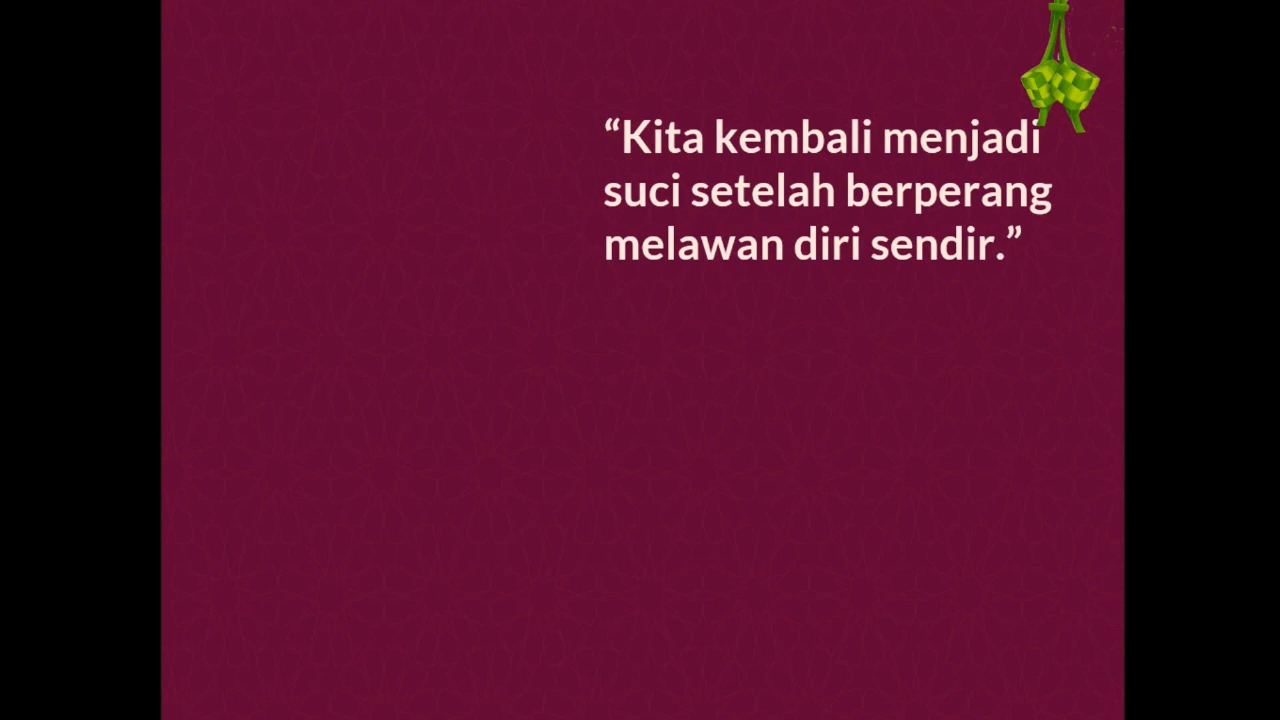 “Kita kembali menjadi
suci setelah berperang
melawan diri sendir.”